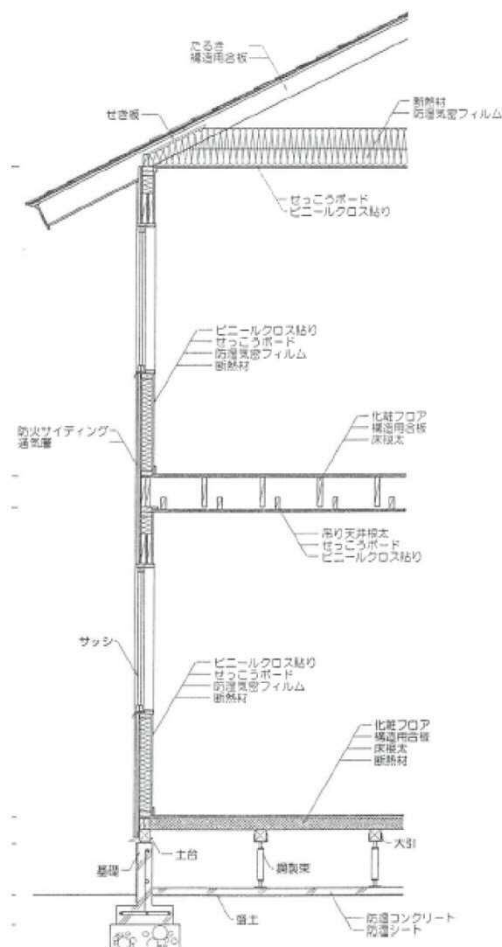 たるき
構造用合板
せき板
断熱材
防湿気密フィルム
せっこうボード
ビニールクロス貼り
ビニールクロス貼り
せっこうボード
防湿気密フィルム
断熱材
防火サイディング
通気層
化粧フロア
構造用合板
床根太
吊り天井根太
せっこうボード
ビニールクロス貼り
サッシ
ビニールクロス貼り
せっこうボード
防湿気密フィルム
断熱材
化粧フロア
構造用合板
床根太
断熱材
土台
大引
基礎
鋼製束
盛土
防湿コンクリート
防湿シート